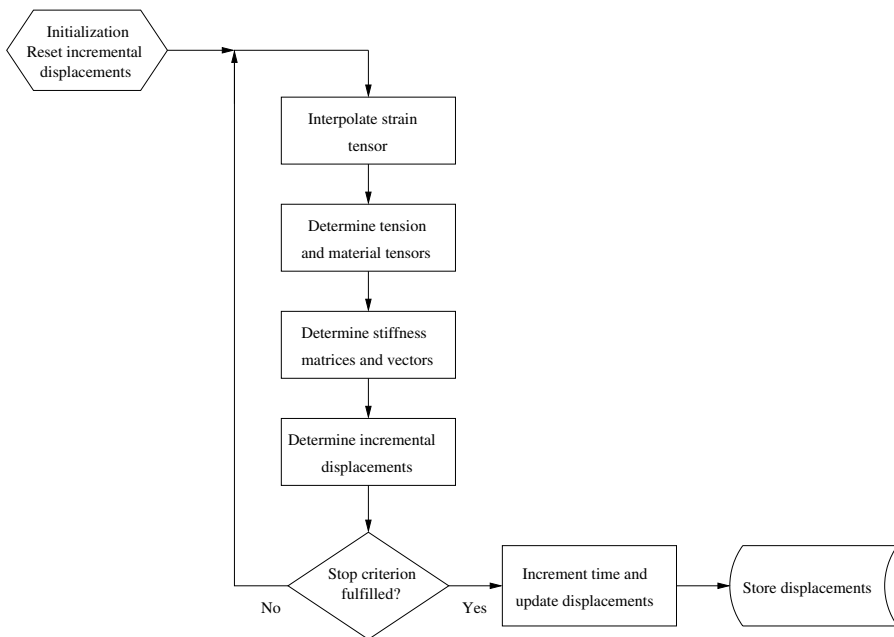 Initialization
Reset incremental
displacements
Interpolate strain
tensor
Determine tension
and material tensors
Determine stiffness
matrices and vectors
Determine incremental
displacements
Stop criterion
fulfilled?
No
Yes
Increment time and
update displacements
Store displacements